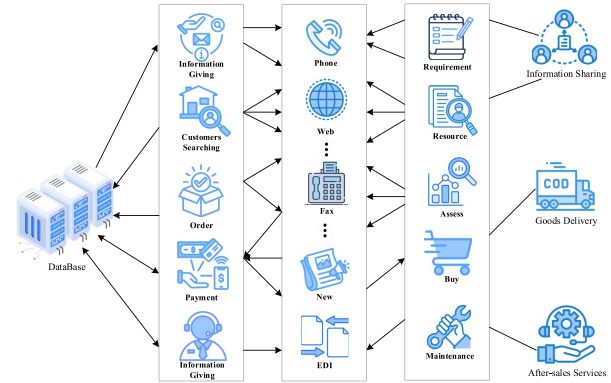 DataBase
Information
Giving
Customers
Searching
Order
Payment
Information
Giving
Phone
Web
Fax
New
EDI
Requirement
Resource
Assess
Buy
Maintenance
Information Sharing
COD
Goods Delivery
After-sales Services